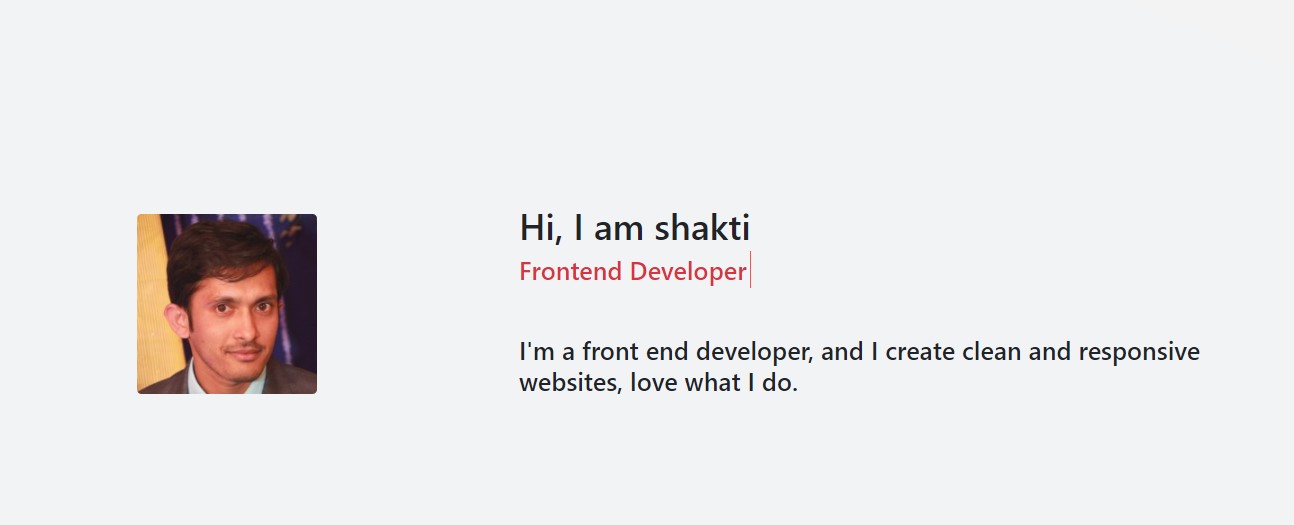 Hi, I am shakti
Frontend Developer
I'm a front end developer, and I create clean and responsive
websites, love what I do.